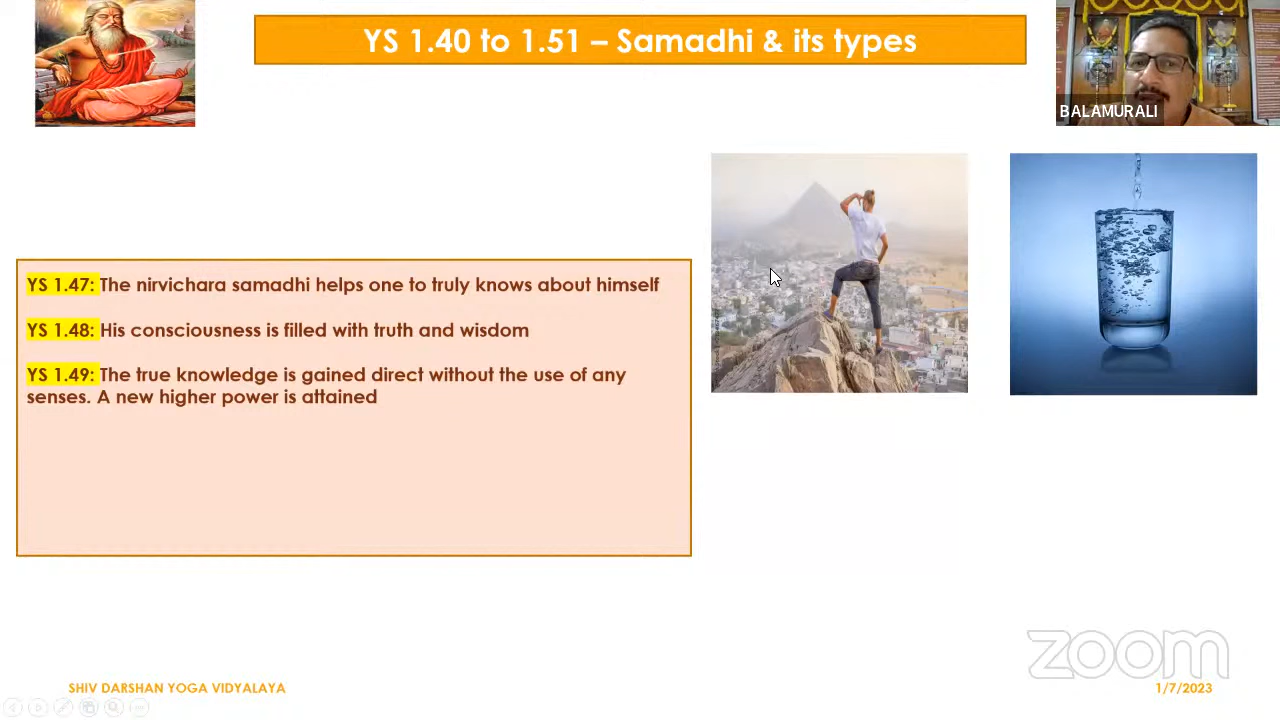 YS 1.40 to 1.51 – Samadhi & its types
BALAMURALI
YS 1.47: The nirvichara samadhi helps one to truly knows about himself
YS 1.48: His consciousness is filled with truth and wisdom
YS 1.49: The true knowledge is gained direct without the use of any
senses. A new higher power is attained
zoom
SHIV DARSHAN YOGA VIDYALAYA
1/7/2023